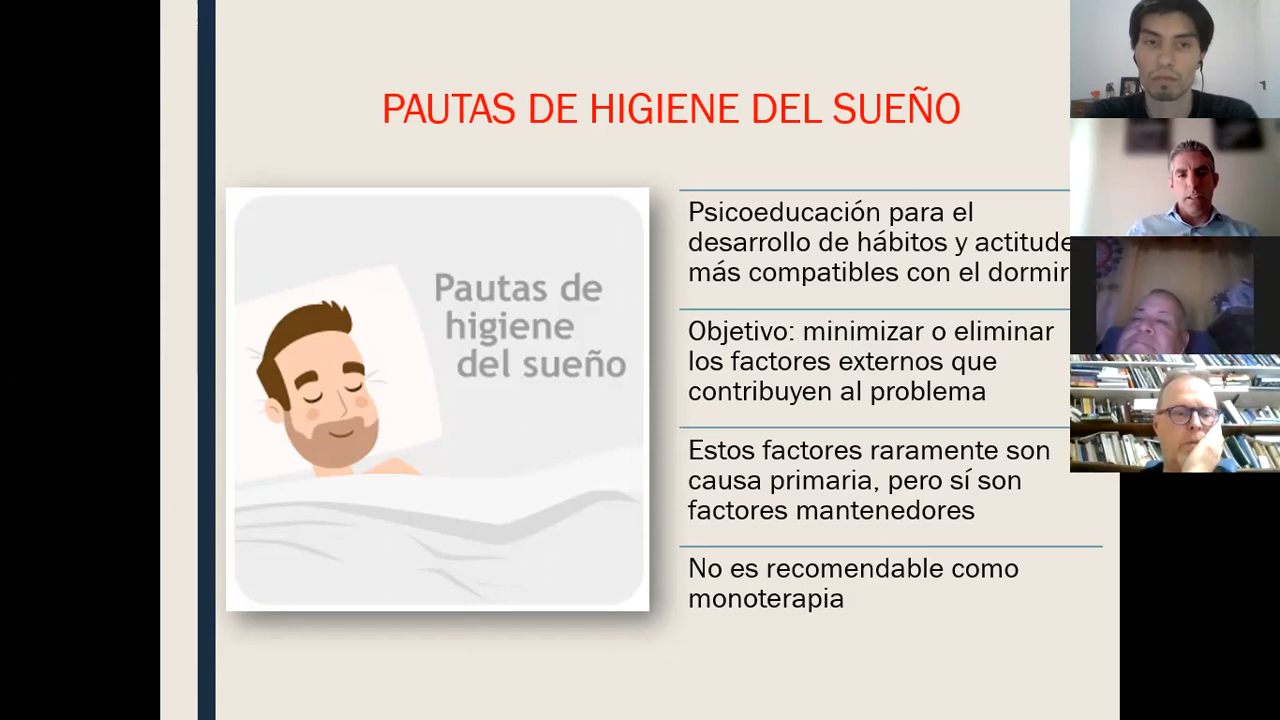 PAUTAS DE HIGIENE DEL SUEÑO
Pautas de
higiene
del sueño
Psicoeducación para el
desarrollo de hábitos y actitude
más compatibles con el dormir
Objetivo: minimizar o eliminar
los factores externos que
contribuyen al problema
Estos factores raramente son
causa primaria, pero sí son
factores mantenedores
No es recomendable como
monoterapia